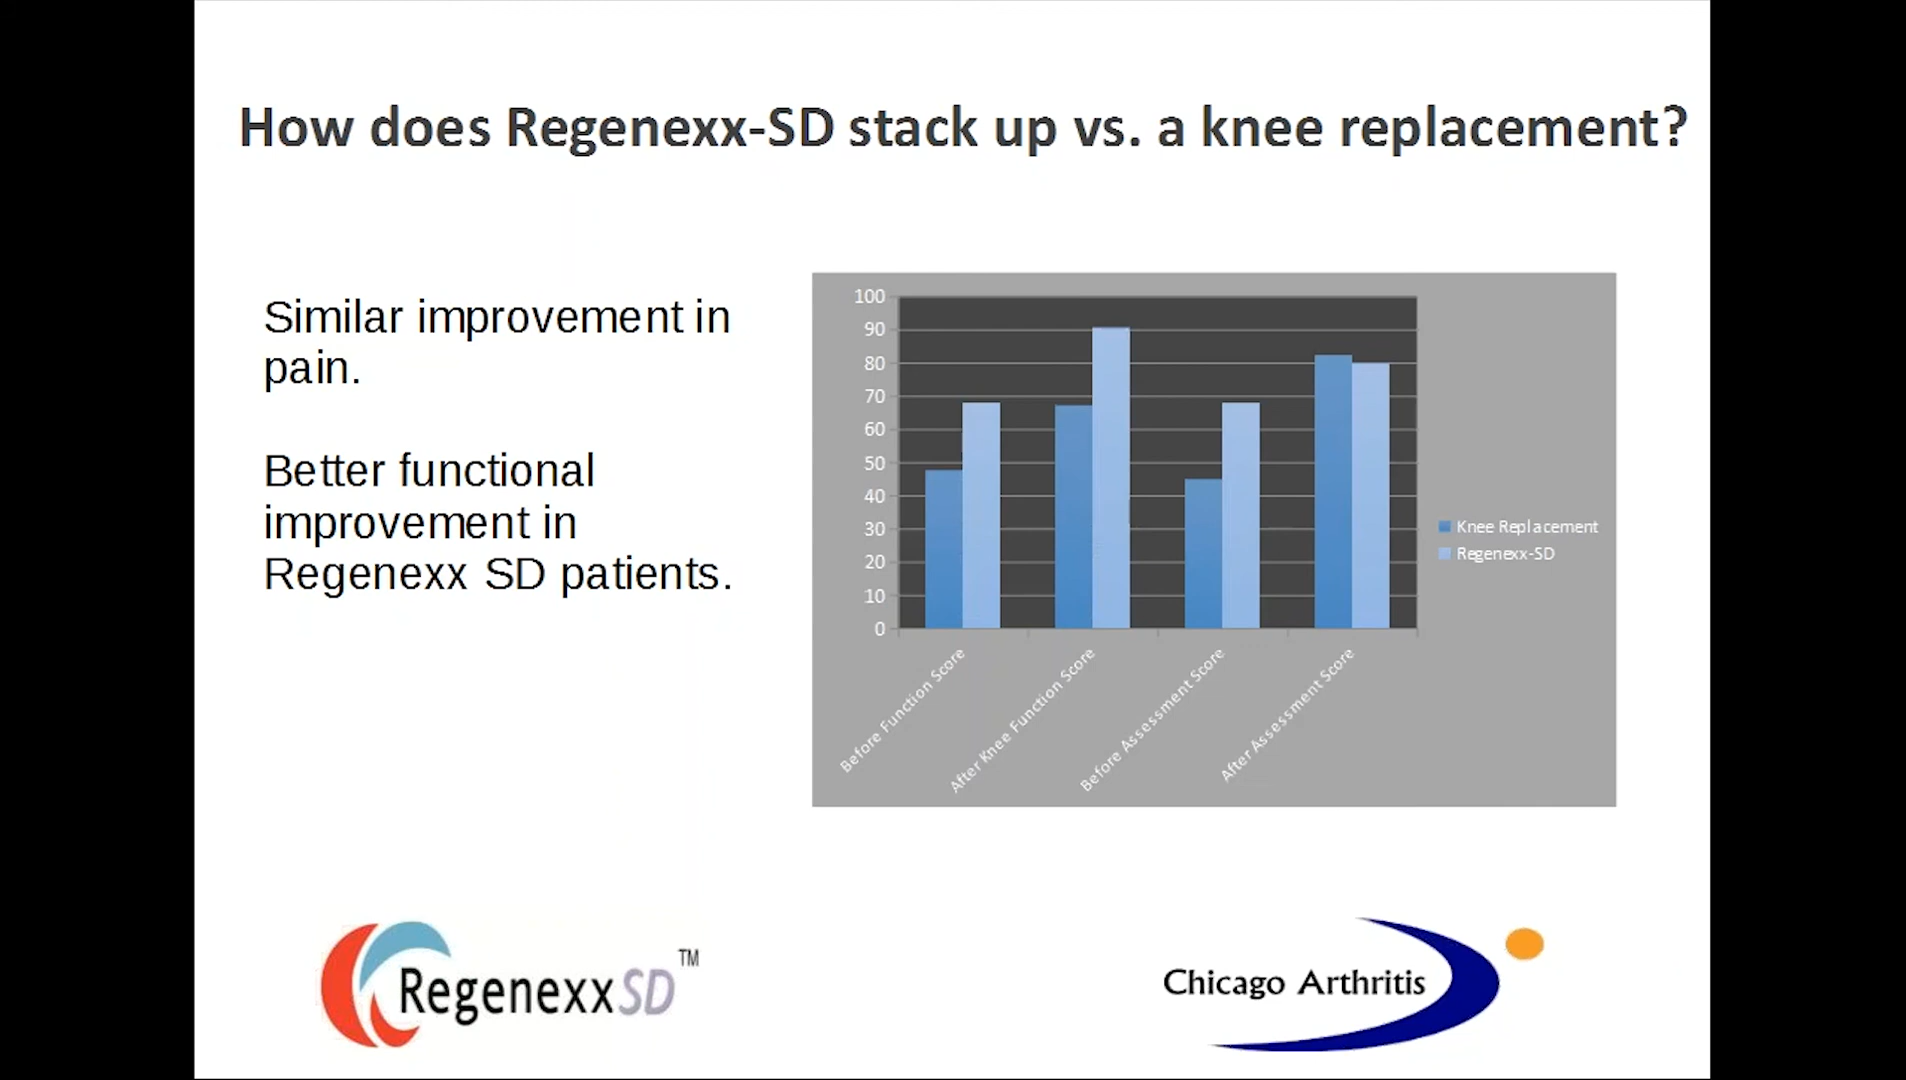 How does Regenexx-SD stack up vs. a knee replacement?
Similar improvement in
pain.
Better functional
improvement in
Regenexx SD patients.
100
90
80
70
60
50
40
30
20
10
0
Before Function Score
After Knee Function Score
Before Assessment Score
After Assessment Score
Knee Replacement
Regenexx-SD
Regenexx SD TM
Chicago Arthritis